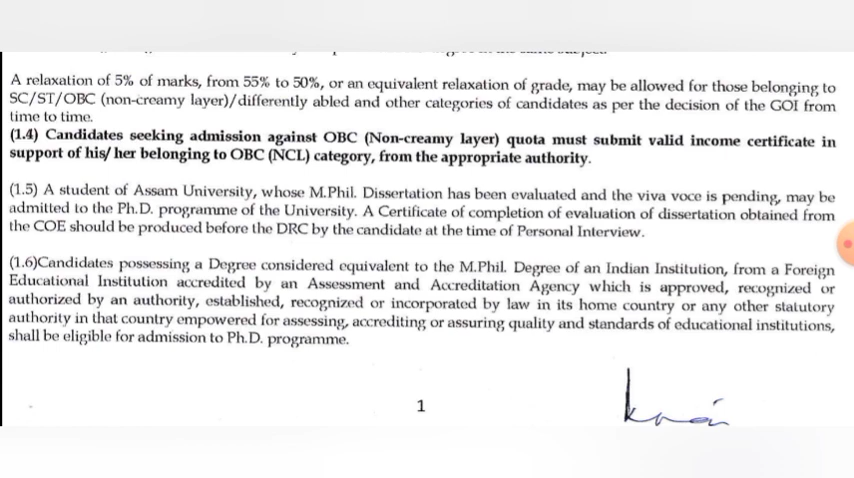 A relaxation of 5% of marks, from 55% to 50%, or an equivalent relaxation of grade, may be allowed for those belonging to
SC/ST/OBC (non-creamy layer)/differently abled and other categories of candidates as per the decision of the GOI from
time to time.
(1.4) Candidates seeking admission against OBC (Non-creamy layer) quota must submit valid income certificate in
support of his/ her belonging to OBC (NCL) category, from the appropriate authority.
(1.5) A student of Assam University, whose M.Phil. Dissertation has been evaluated and the viva voce is pending, may be
admitted to the Ph.D. programme of the University. A Certificate of completion of evaluation of dissertation obtained from
the COE should be produced before the DRC by the candidate at the time of Personal Interview.
(1.6)Candidates possessing a Degree considered equivalent to the M.Phil. Degree of an Indian Institution, from a Foreign
Educational Institution accredited by an Assessment and Accreditation Agency which is approved, recognized or
authorized by an authority, established, recognized or incorporated by law in its home country or any other statutory
authority in that country empowered for assessing, accrediting or assuring quality and standards of educational institutions,
shall be eligible for admission to Ph.D. programme.
1